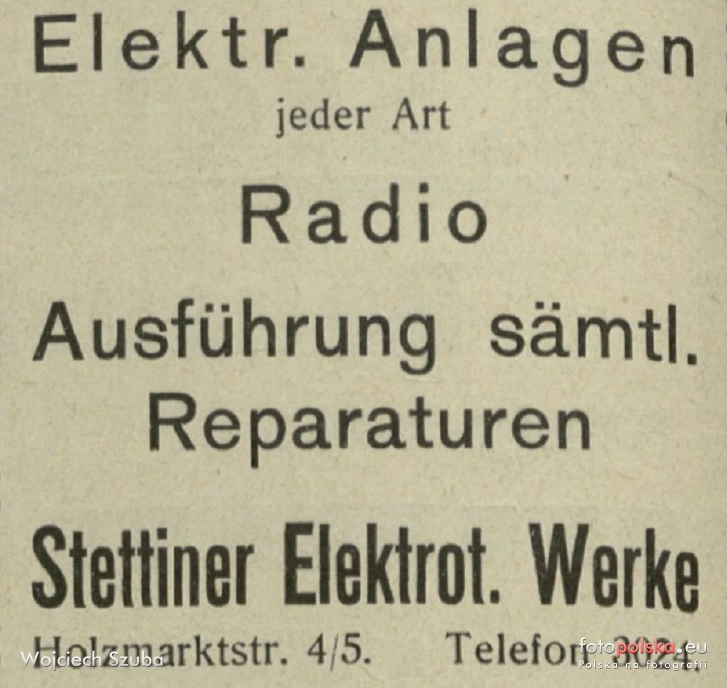 Elektr. Anlagen
jeder Art
Radio
Ausführung sämtl.
Reparaturen
Stettiner Elektrot. Werke
Holzmarktstr. 4/5. Telefon
Wojciech Szuba
fotopolska.eu
Polska na fotografii